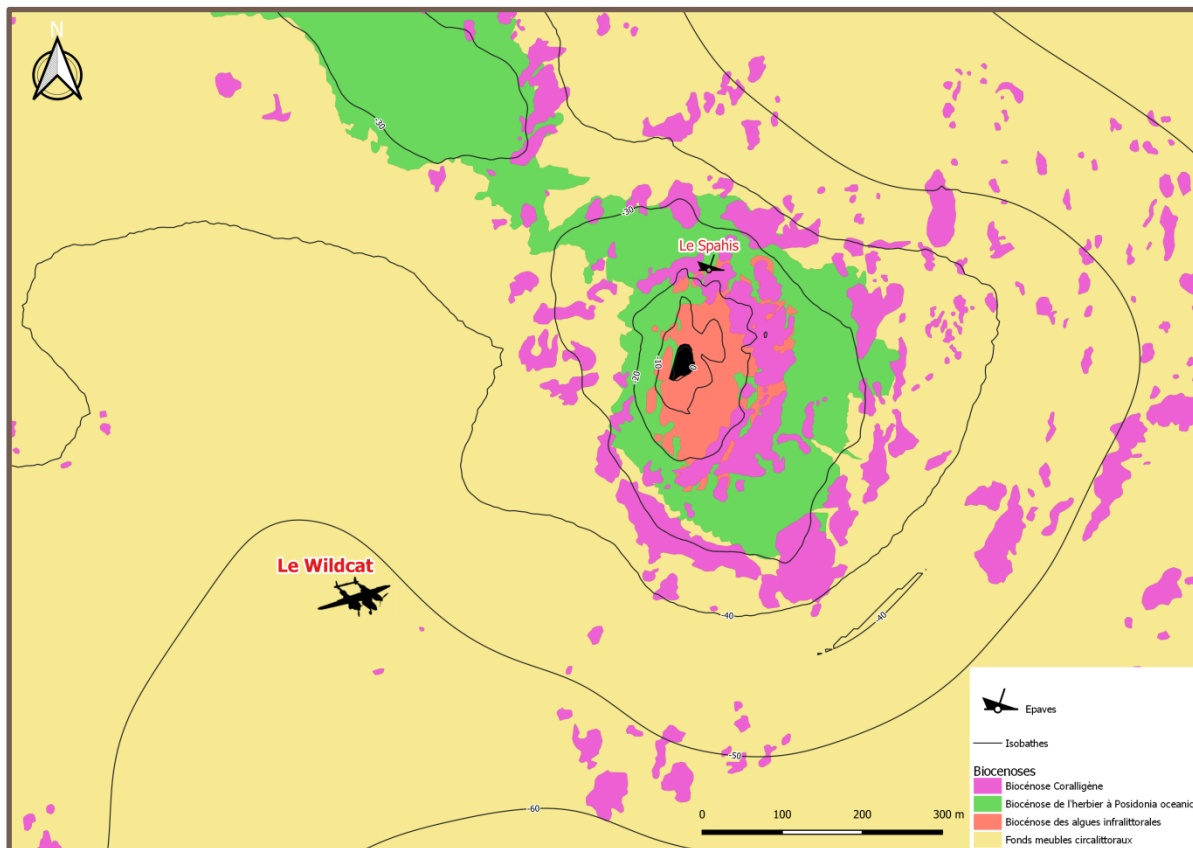 N
-30
-30
Le Spahis
-20
-10
0
Le Wildcat
-40
-40
-50
-60
Epaves
Isobathes
Biocenoses
Biocénose Coralligène
Biocénose de l'herbier à Posidonia oceanic
Biocénose des algues infralittorales
Fonds meubles circalittoraux
0 100 200 300 m